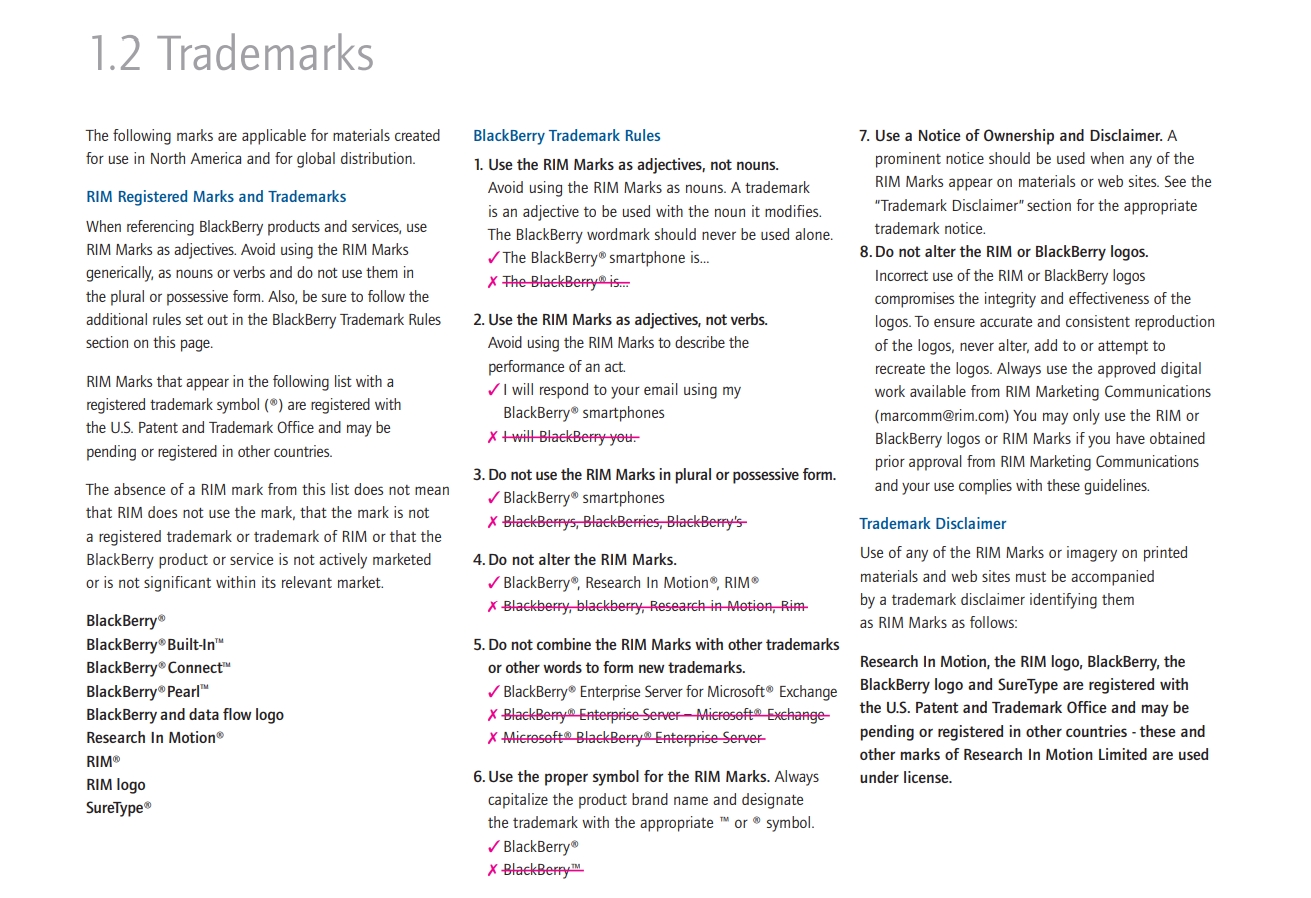 1.2 Trademarks
The following marks are applicable for materials created
for use in North America and for global distribution.
RIM Registered Marks and Trademarks
When referencing BlackBerry products and services, use
RIM Marks as adjectives. Avoid using the RIM Marks
generically, as nouns or verbs and do not use them in
the plural or possessive form. Also, be sure to follow the
additional rules set out in the BlackBerry Trademark Rules
section on this page.
RIM Marks that appear in the following list with a
registered trademark symbol (®) are registered with
the U.S. Patent and Trademark Office and may be
pending or registered in other countries.
The absence of a RIM mark from this list does not mean
that RIM does not use the mark, that the mark is not
a registered trademark or trademark of RIM or that the
BlackBerry product or service is not actively marketed
or is not significant within its relevant market.
BlackBerry®
BlackBerry® Built-In™
BlackBerry® Connect™
BlackBerry® Pearl™
BlackBerry and data flow logo
Research In Motion®
RIM®
RIM logo
SureType®
BlackBerry Trademark Rules
1. Use the RIM Marks as adjectives, not nouns.
Avoid using the RIM Marks as nouns. A trademark
is an adjective to be used with the noun it modifies.
The BlackBerry wordmark should never be used alone.
✓ The BlackBerry® smartphone is...
✗ The BlackBerry® is...
2. Use the RIM Marks as adjectives, not verbs.
Avoid using the RIM Marks to describe the
performance of an act.
✓ I will respond to your email using my
BlackBerry® smartphones
✗ I will BlackBerry you.
3. Do not use the RIM Marks in plural or possessive form.
✓ BlackBerry® smartphones
✗ BlackBerrys, BlackBerries, BlackBerry's
4. Do not alter the RIM Marks.
✓ BlackBerry®, Research In Motion®, RIM®
✗ Blackberry, blackberry, Research in Motion, Rim
5. Do not combine the RIM Marks with other trademarks
or other words to form new trademarks.
✓ BlackBerry® Enterprise Server for Microsoft® Exchange
✗ BlackBerry® Enterprise Server – Microsoft® Exchange
✗ Microsoft® BlackBerry® Enterprise Server
6. Use the proper symbol for the RIM Marks. Always
capitalize the product brand name and designate
the trademark with the appropriate ™ or ® symbol.
✓ BlackBerry®
✗ BlackBerry™
7. Use a Notice of Ownership and Disclaimer. A
prominent notice should be used when any of the
RIM Marks appear on materials or web sites. See the
“Trademark Disclaimer” section for the appropriate
trademark notice.
8. Do not alter the RIM or BlackBerry logos.
Incorrect use of the RIM or BlackBerry logos
compromises the integrity and effectiveness of the
logos. To ensure accurate and consistent reproduction
of the logos, never alter, add to or attempt to
recreate the logos. Always use the approved digital
work available from RIM Marketing Communications
(marcomm@rim.com) You may only use the RIM or
BlackBerry logos or RIM Marks if you have obtained
prior approval from RIM Marketing Communications
and your use complies with these guidelines.
Trademark Disclaimer
Use of any of the RIM Marks or imagery on printed
materials and web sites must be accompanied
by a trademark disclaimer identifying them
as RIM Marks as follows:
Research In Motion, the RIM logo, BlackBerry, the
BlackBerry logo and SureType are registered with
the U.S. Patent and Trademark Office and may be
pending or registered in other countries - these and
other marks of Research In Motion Limited are used
under license.